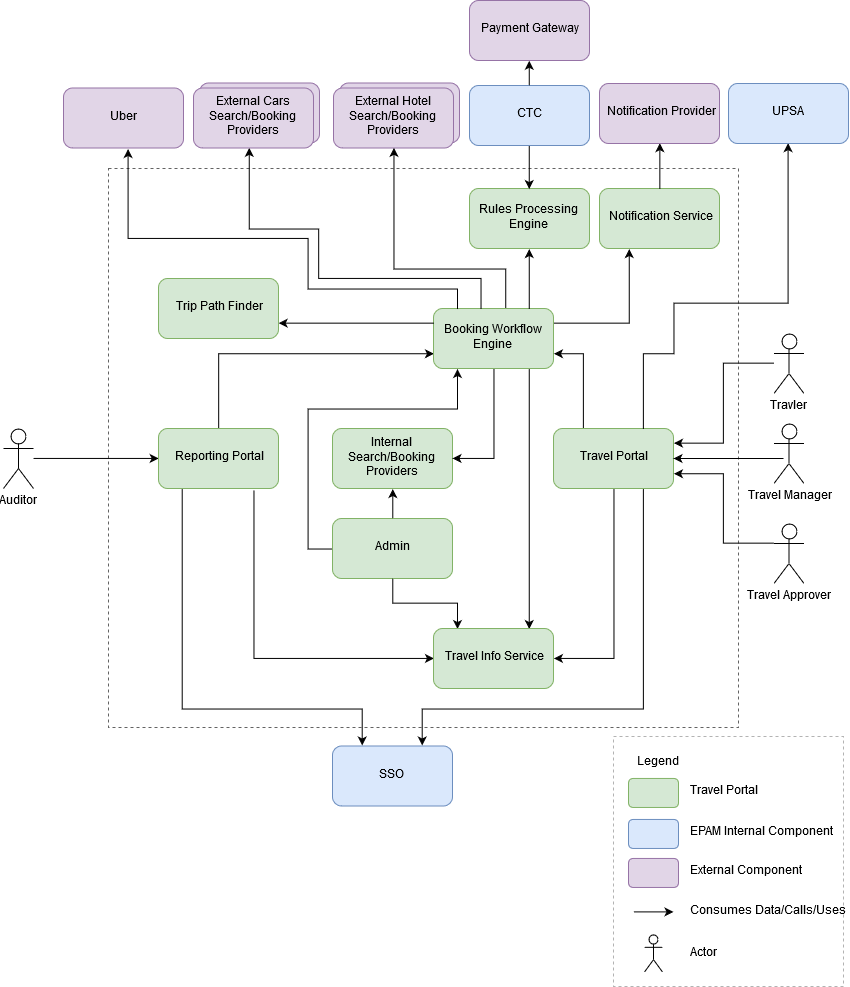 Payment Gateway
Uber
External Cars
Search/Booking
Providers
External Hotel
Search/Booking
Providers
CTC
Notification Provider
UPSA
Rules Processing
Engine
Notification Service
Trip Path Finder
Booking Workflow
Engine
Travler
Auditor
Reporting Portal
Internal
Search/Booking
Providers
Travel Portal
Travel Manager
Admin
Travel Approver
Travel Info Service
SSO
Legend
Travel Portal
EPAM Internal Component
External Component
Consumes Data/Calls/Uses
Actor